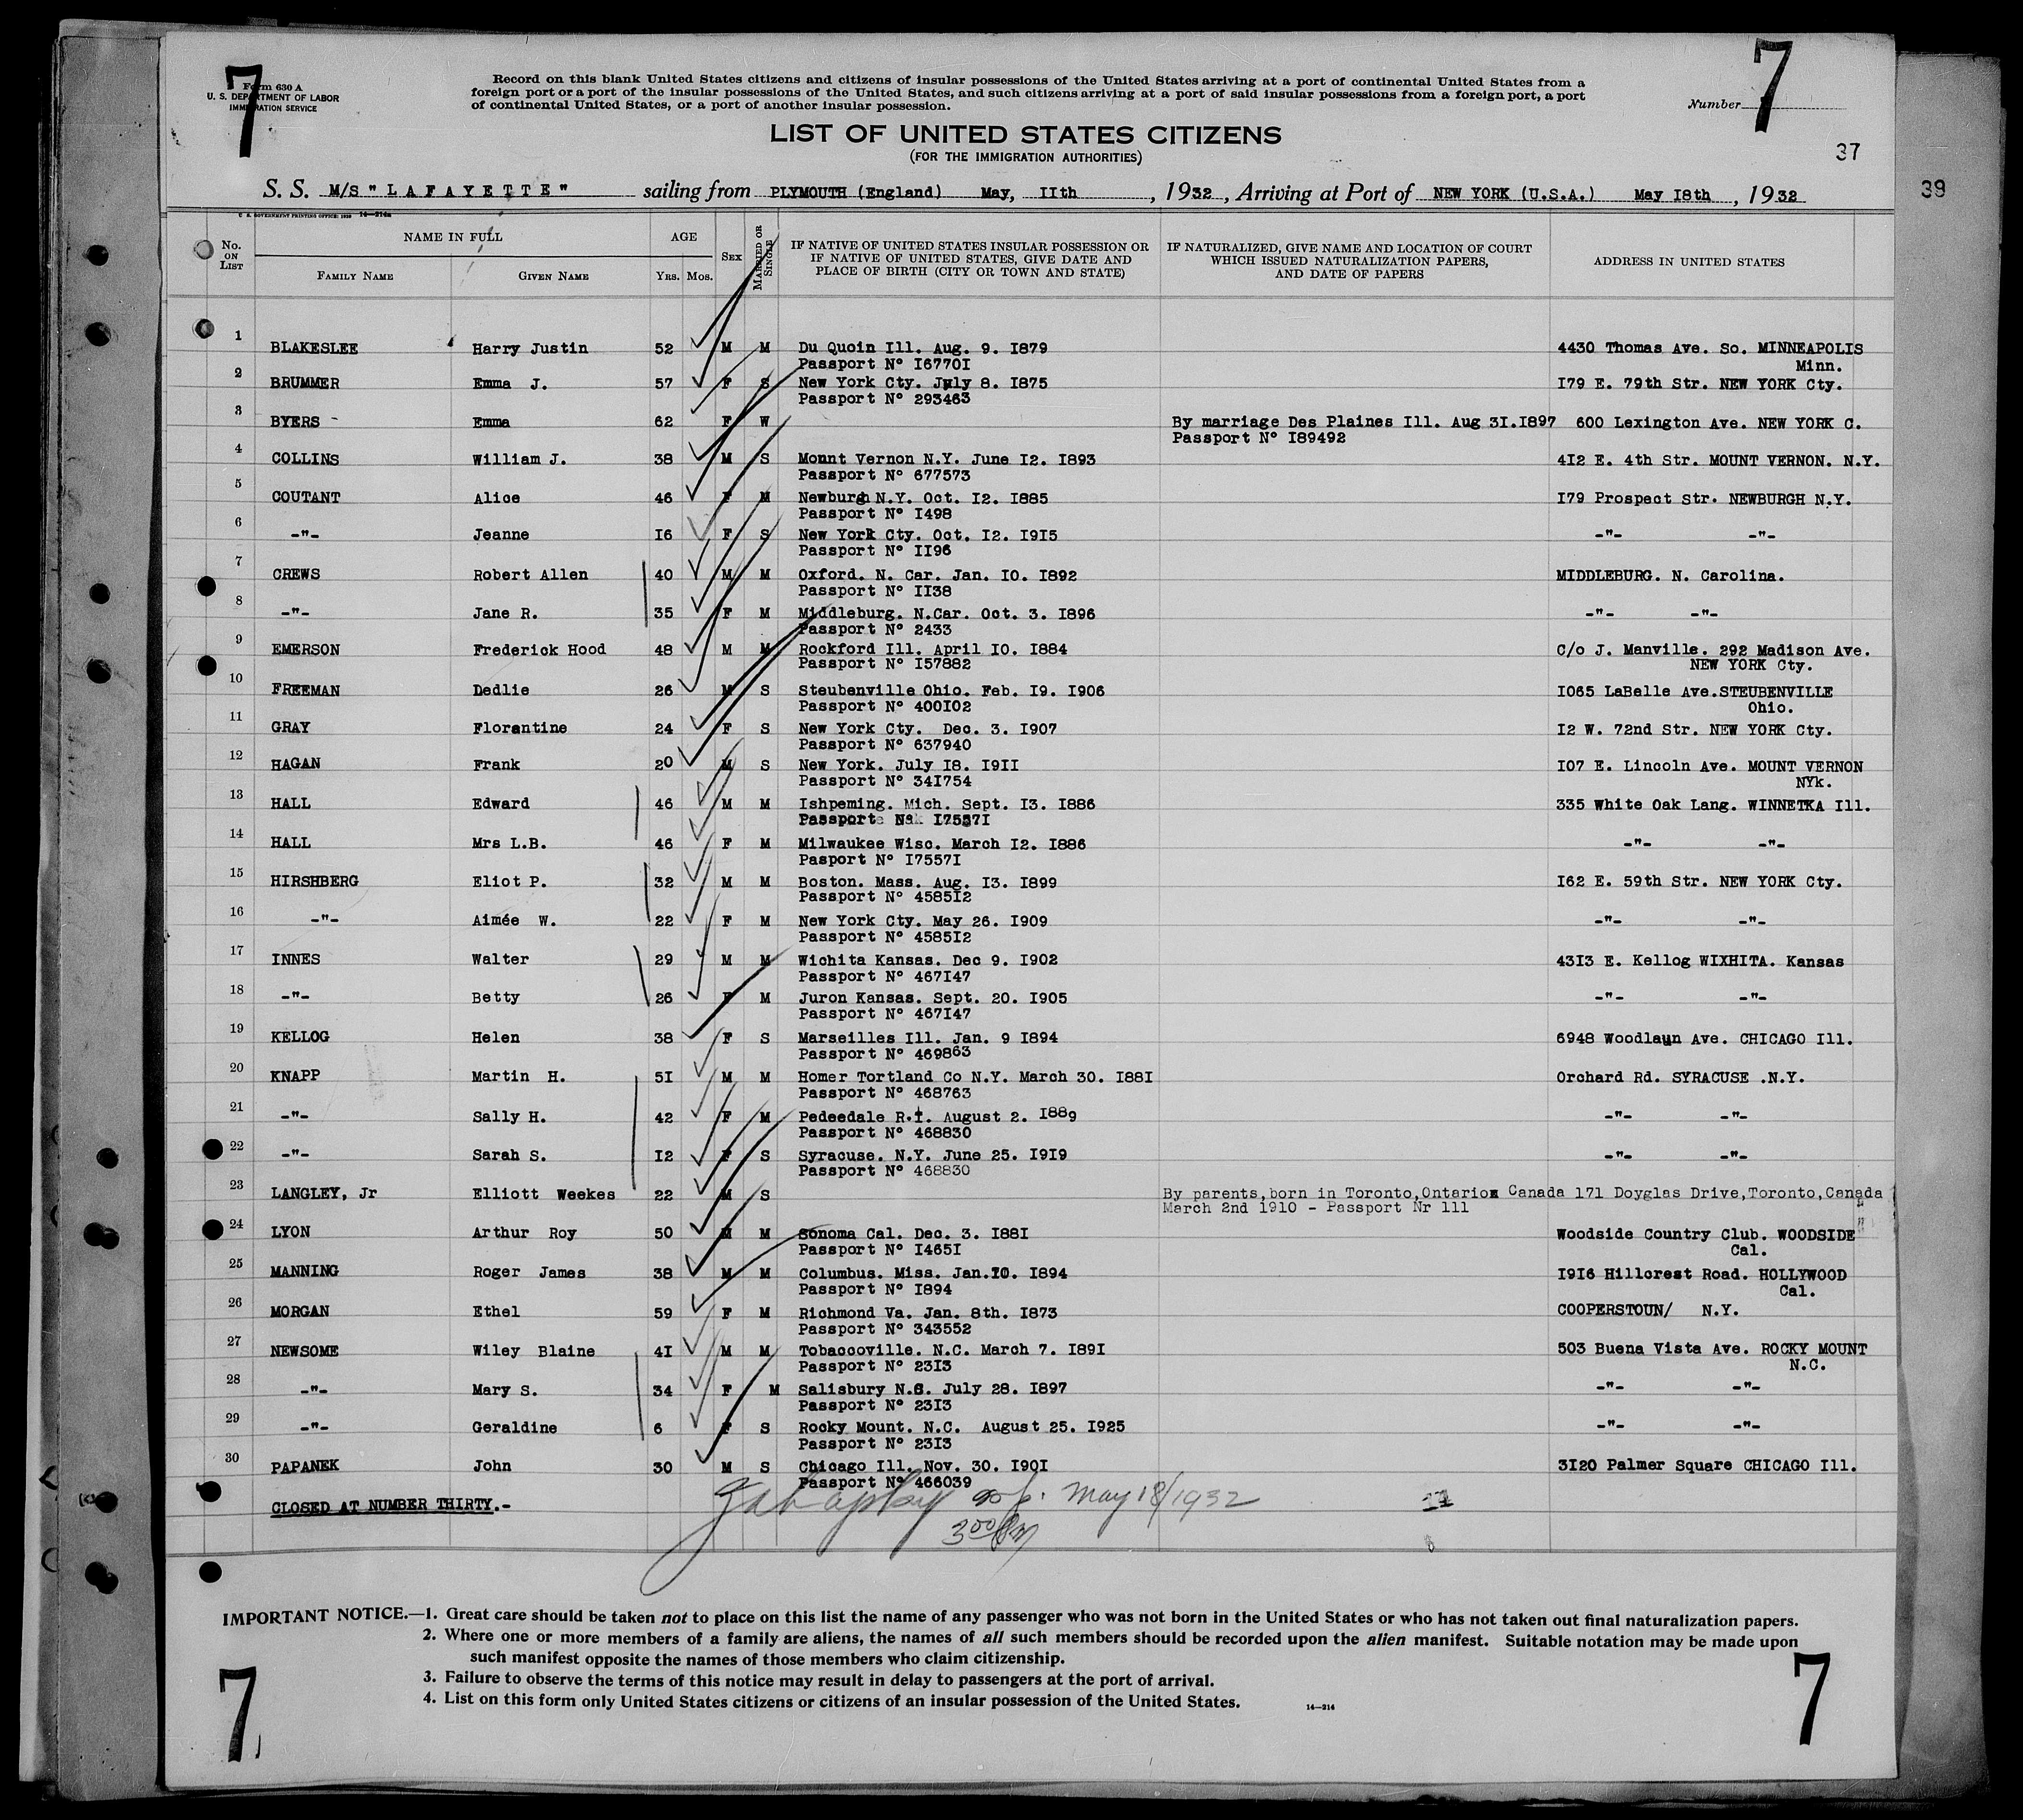 7
7
Form 630 A
U. S. DEPARTMENT OF LABOR
IMMIGRATION SERVICE
Record on this blank United States citizens and citizens of insular possessions of the United States arriving at a port of continental United States from a
foreign port or a port of the insular possessions of the United States, and such citizens arriving at a port of said insular possessions from a foreign port, a port
of continental United States, or a port of another insular possession.
Number
LIST OF UNITED STATES CITIZENS
(FOR THE IMMIGRATION AUTHORITIES)
37
S. S. M/S "LAFAYETTE" sailing from PLYMOUTH (England) May, IIth, 1932, Arriving at Port of NEW YORK (U.S.A.) May I8th, 1932
39
U. S. GOVERNMENT PRINTING OFFICE: 1930 14—214a
No. ON LIST NAME IN FULL AGE SEX MARRIED OR SINGLE IF NATIVE OF UNITED STATES INSULAR POSSESSION OR IF NATIVE OF UNITED STATES, GIVE DATE AND PLACE OF BIRTH (CITY OR TOWN AND STATE) IF NATURALIZED, GIVE NAME AND LOCATION OF COURT WHICH ISSUED NATURALIZATION PAPERS, AND DATE OF PAPERS ADDRESS IN UNITED STATES
FAMILY NAME GIVEN NAME YRS. MOS.
1 BLAKESLEE Harry Justin 52 M M Du Quoin Ill. Aug. 9. I879 4430 Thomas Ave. So. MINNEAPOLIS
Passport N° I6770I Minn.
2 BRUMMER Emma J. 57 F S New York Cty. July 8. I875 I79 E. 79th Str. NEW YORK Cty.
Passport N° 293463
3 BYERS - Emma 62 F W By marriage Des Plaines Ill. Aug 3I.I897 600 Lexington Ave. NEW YORK C.
Passport N° I89492
4 COLLINS William J. 38 M S Mount Vernon N.Y. June I2. I893 4I2 E. 4th Str. MOUNT VERNON. N.Y.
Passport N° 677573
5 COUTANT Alice 46 F M Newburgh N.Y. Oct. I2. I885 I79 Prospect Str. NEWBURGH N.Y.
Passport N° I498
6 -"- Jeanne I6 F S New York Cty. Oct. I2. I9I5 -"- -"-
Passport N° II96
7 CREWS Robert Allen 40 M M Oxford. N. Car. Jan. I0. I892 MIDDLEBURG. N. Carolina.
Passport N° II38
8 -"- Jane R. 35 F M Middleburg. N.Car. Oct. 3. I896 -"- -"-
Passport N° 2433
9 EMERSON Frederick Hood 48 M M Rockford Ill. April I0. I884 C/o J. Manville. 292 Madison Ave.
Passport N° I57882 NEW YORK Cty.
10 FREEMAN Dedlie 26 M S Steubenville Ohio. Feb. I9. I906 I065 LaBelle Ave.STEUBENVILLE
Passport N° 400I02 Ohio.
11 GRAY Florentine 24 F S New York Cty. Dec. 3. I907 I2 W. 72nd Str. NEW YORK Cty.
Passport N° 637940
12 HAGAN Frank 20 M S New York. July I8. I9II I07 E. Lincoln Ave. MOUNT VERNON
Passport N° 34I754 NYk.
13 HALL Edward 46 M M Ishpeming. Mich. Sept. I3. I886 335 White Oak Lang. WINNETKA Ill.
Passport N° I7557I
14 HALL Mrs L.B. 46 F M Milwaukee Wisc. March I2. I886 -"- -"-
Pasport N° I7557I
15 HIRSHBERG Eliot P. 32 M M Boston. Mass. Aug. I3. I899 I62 E. 59th Str. NEW YORK Cty.
Passport N° 4585I2
16 -"- Aimée W. 22 F M New York Cty. May 26. I909 -"- -"-
Passport N° 4585I2
17 INNES Walter 29 M M Wichita Kansas. Dec 9. I902 43I3 E. Kellog WIXHITA. Kansas
Passport N° 467I47
18 -"- Betty 26 F M Juron Kansas. Sept. 20. I905 -"- -"-
Passport N° 467I47
19 KELLOG Helen 38 F S Marseilles Ill. Jan. 9 I894 6948 Woodlaun Ave. CHICAGO Ill.
Passport N° 469863
20 KNAPP Martin H. 5I M M Homer Tortland Co N.Y. March 30. I88I Orchard Rd. SYRACUSE .N.Y.
Passport N° 468763
21 -"- Sally H. 42 F M Pedeedale R.I. August 2. I889 -"- -"-
Passport N° 468830
22 -"- Sarah S. I2 F S Syracuse. N.Y. June 25. I9I9 -"- -"-
Passport N° 468830
23 LANGLEY, Jr Elliott Weekes 22 M S By parents,born in Toronto,Ontario Canada 171 Doyglas Drive,Toronto,Canada
March 2nd 1910 - Passport Nr 111
24 LYON Arthur Roy 50 M M Sonoma Cal. Dec. 3. I88I Woodside Country Club. WOODSIDE
Passport N° I465I Cal.
25 MANNING Roger James 38 M M Columbus. Miss. Jan.I0. I894 I9I6 Hillcrest Road. HOLLYWOOD
Passport N° I894 Cal.
26 MORGAN Ethel 59 F M Richmond Va. Jan. 8th. I873 COOPERSTOUN/ N.Y.
Passport N° 343552
27 NEWSOME Wiley Blaine 4I M M Tobaccoville. N.C. March 7. I89I 503 Buena Vista Ave. ROCKY MOUNT
Passport N° 23I3 N.C.
28 -"- Mary S. 34 F M Salisbury N.C. July 28. I897 -"- -"-
Passport N° 23I3
29 -"- Geraldine 6 F S Rocky Mount. N.C. August 25. I925 -"- -"-
Passport N° 23I3
30 PAPANEK John 30 M S Chicago Ill. Nov. 30. I90I 3I20 Palmer Square CHICAGO Ill.
Passport N° 466039
CLOSED AT NUMBER THIRTY.- May 18/1932
3 00 PM
IMPORTANT NOTICE.—1. Great care should be taken not to place on this list the name of any passenger who was not born in the United States or who has not taken out final naturalization papers.
2. Where one or more members of a family are aliens, the names of all such members should be recorded upon the alien manifest. Suitable notation may be made upon
such manifest opposite the names of those members who claim citizenship.
3. Failure to observe the terms of this notice may result in delay to passengers at the port of arrival.
4. List on this form only United States citizens or citizens of an insular possession of the United States.
14—214
7
7